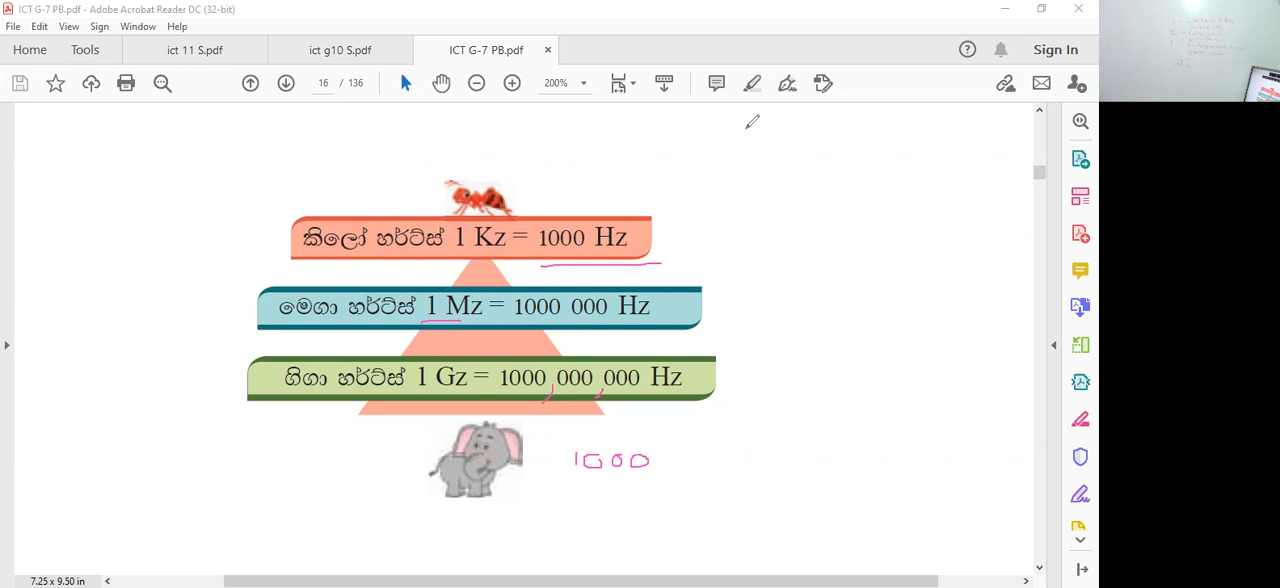 ICT G-7 PB.pdf - Adobe Acrobat Reader DC (32-bit)
File Edit View Sign Window Help
Home Tools ict 11 S.pdf ict g10 S.pdf ICT G-7 PB.pdf × Sign In
16 / 136 200%
කිලෝ හර්ට්ස් 1 Kz = 1000 Hz
මෙගා හර්ට්ස් 1 Mz = 1000 000 Hz
ගිගා හර්ට්ස් 1 Gz = 1000,000,000 Hz
1000
7.25 x 9.50 in